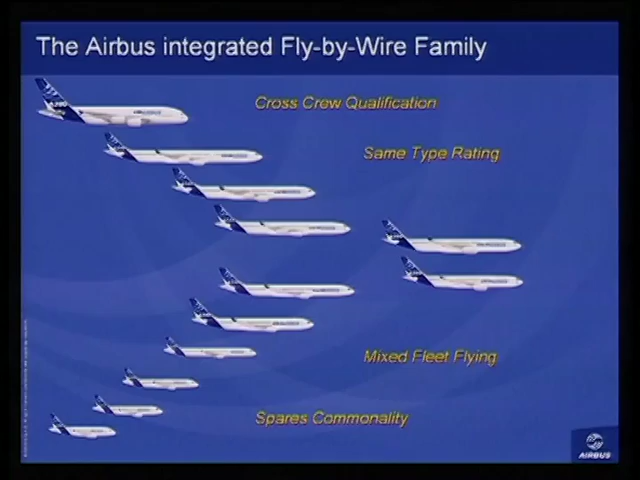 The Airbus integrated Fly-by-Wire Family
Cross Crew Qualification
Same Type Rating
Mixed Fleet Flying
Spares Commonality
AIRBUS